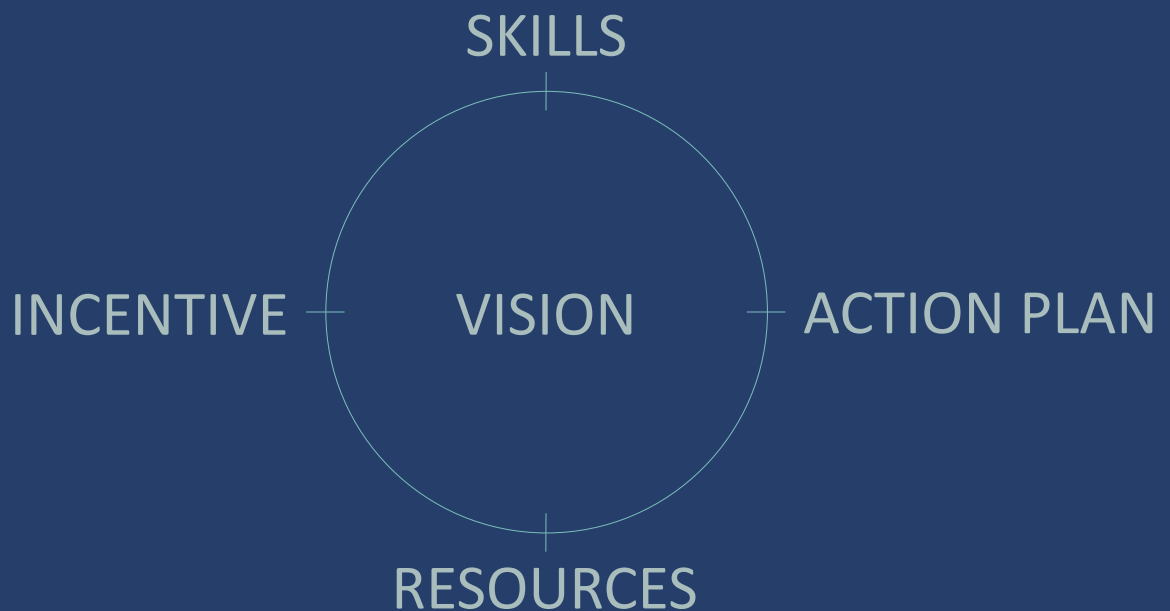 SKILLS
INCENTIVE
VISION
ACTION PLAN
RESOURCES